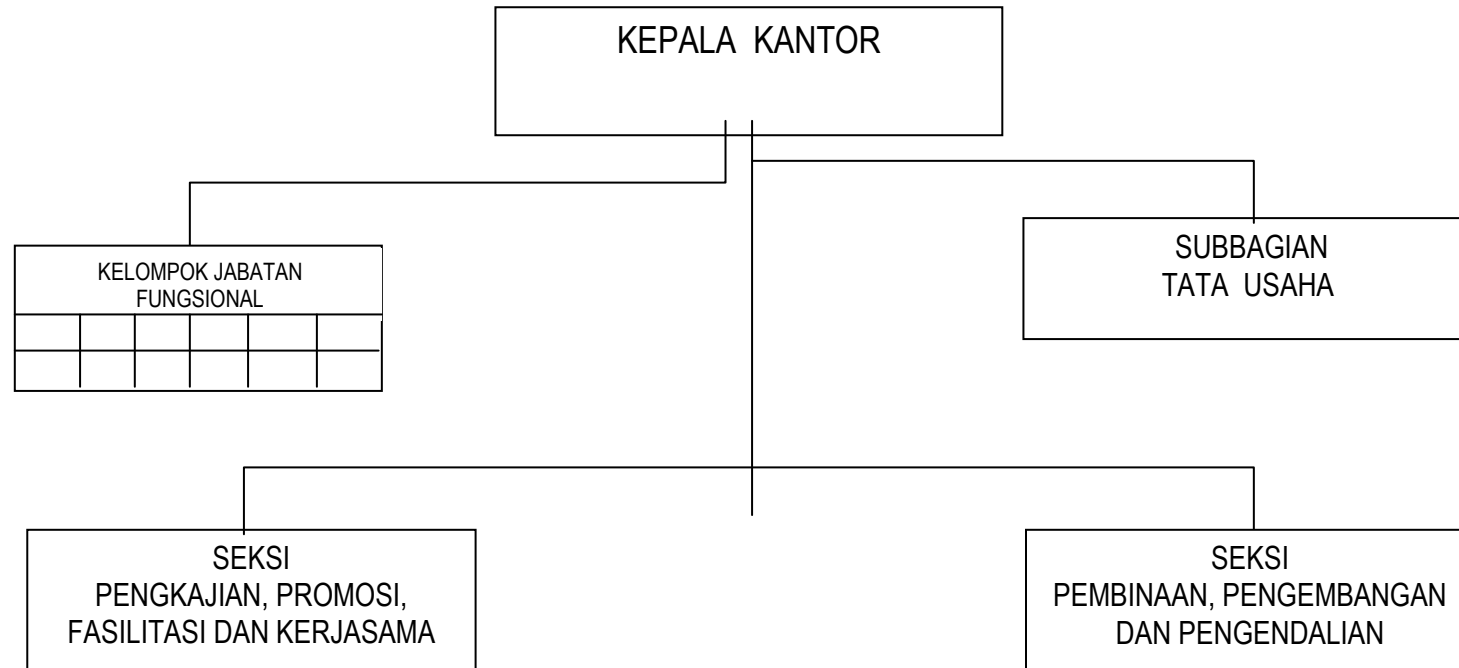 KEPALA KANTOR
KELOMPOK JABATAN
FUNGSIONAL
SUBBAGIAN
TATA USAHA
SEKSI
PENGKAJIAN, PROMOSI,
FASILITASI DAN KERJASAMA
SEKSI
PEMBINAAN, PENGEMBANGAN
DAN PENGENDALIAN